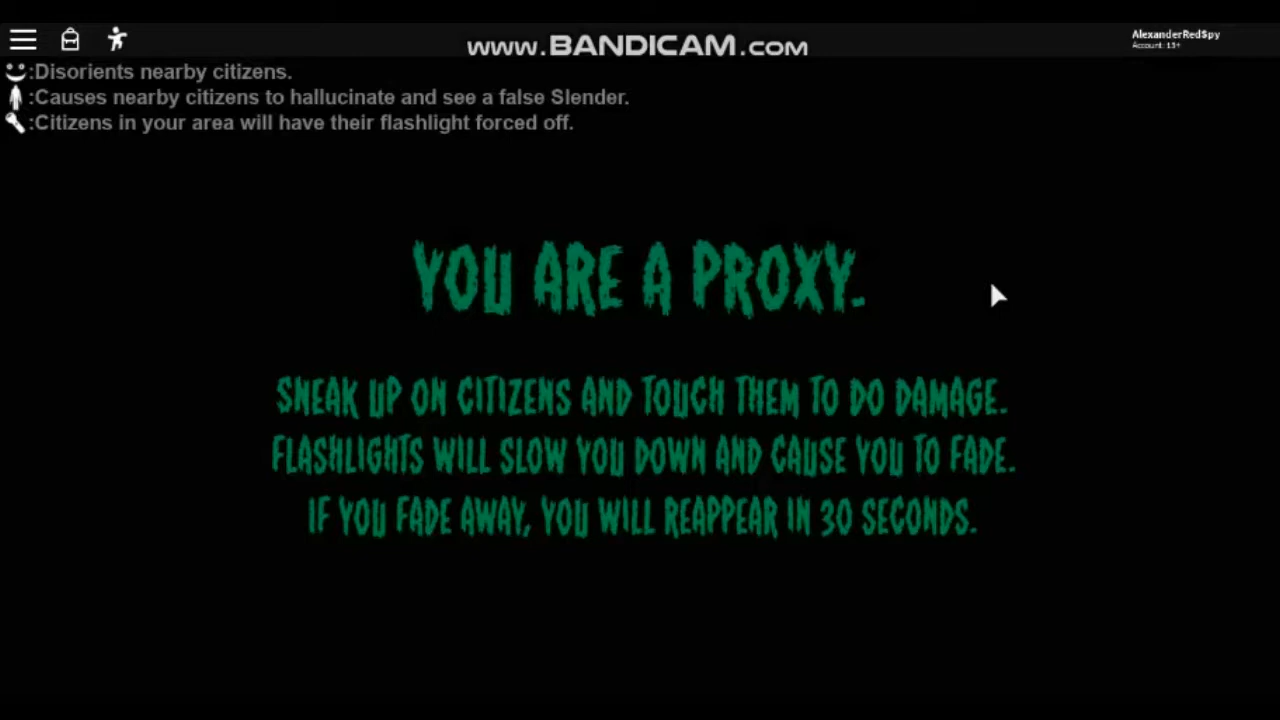 www.BANDICAM.com
AlexanderRedSpy
Account: 13+
:Disorients nearby citizens.
:Causes nearby citizens to hallucinate and see a false Slender.
:Citizens in your area will have their flashlight forced off.
YOU ARE A PROXY.
SNEAK UP ON CITIZENS AND TOUCH THEM TO DO DAMAGE.
FLASHLIGHTS WILL SLOW YOU DOWN AND CAUSE YOU TO FADE.
IF YOU FADE AWAY, YOU WILL REAPPEAR IN 30 SECONDS.